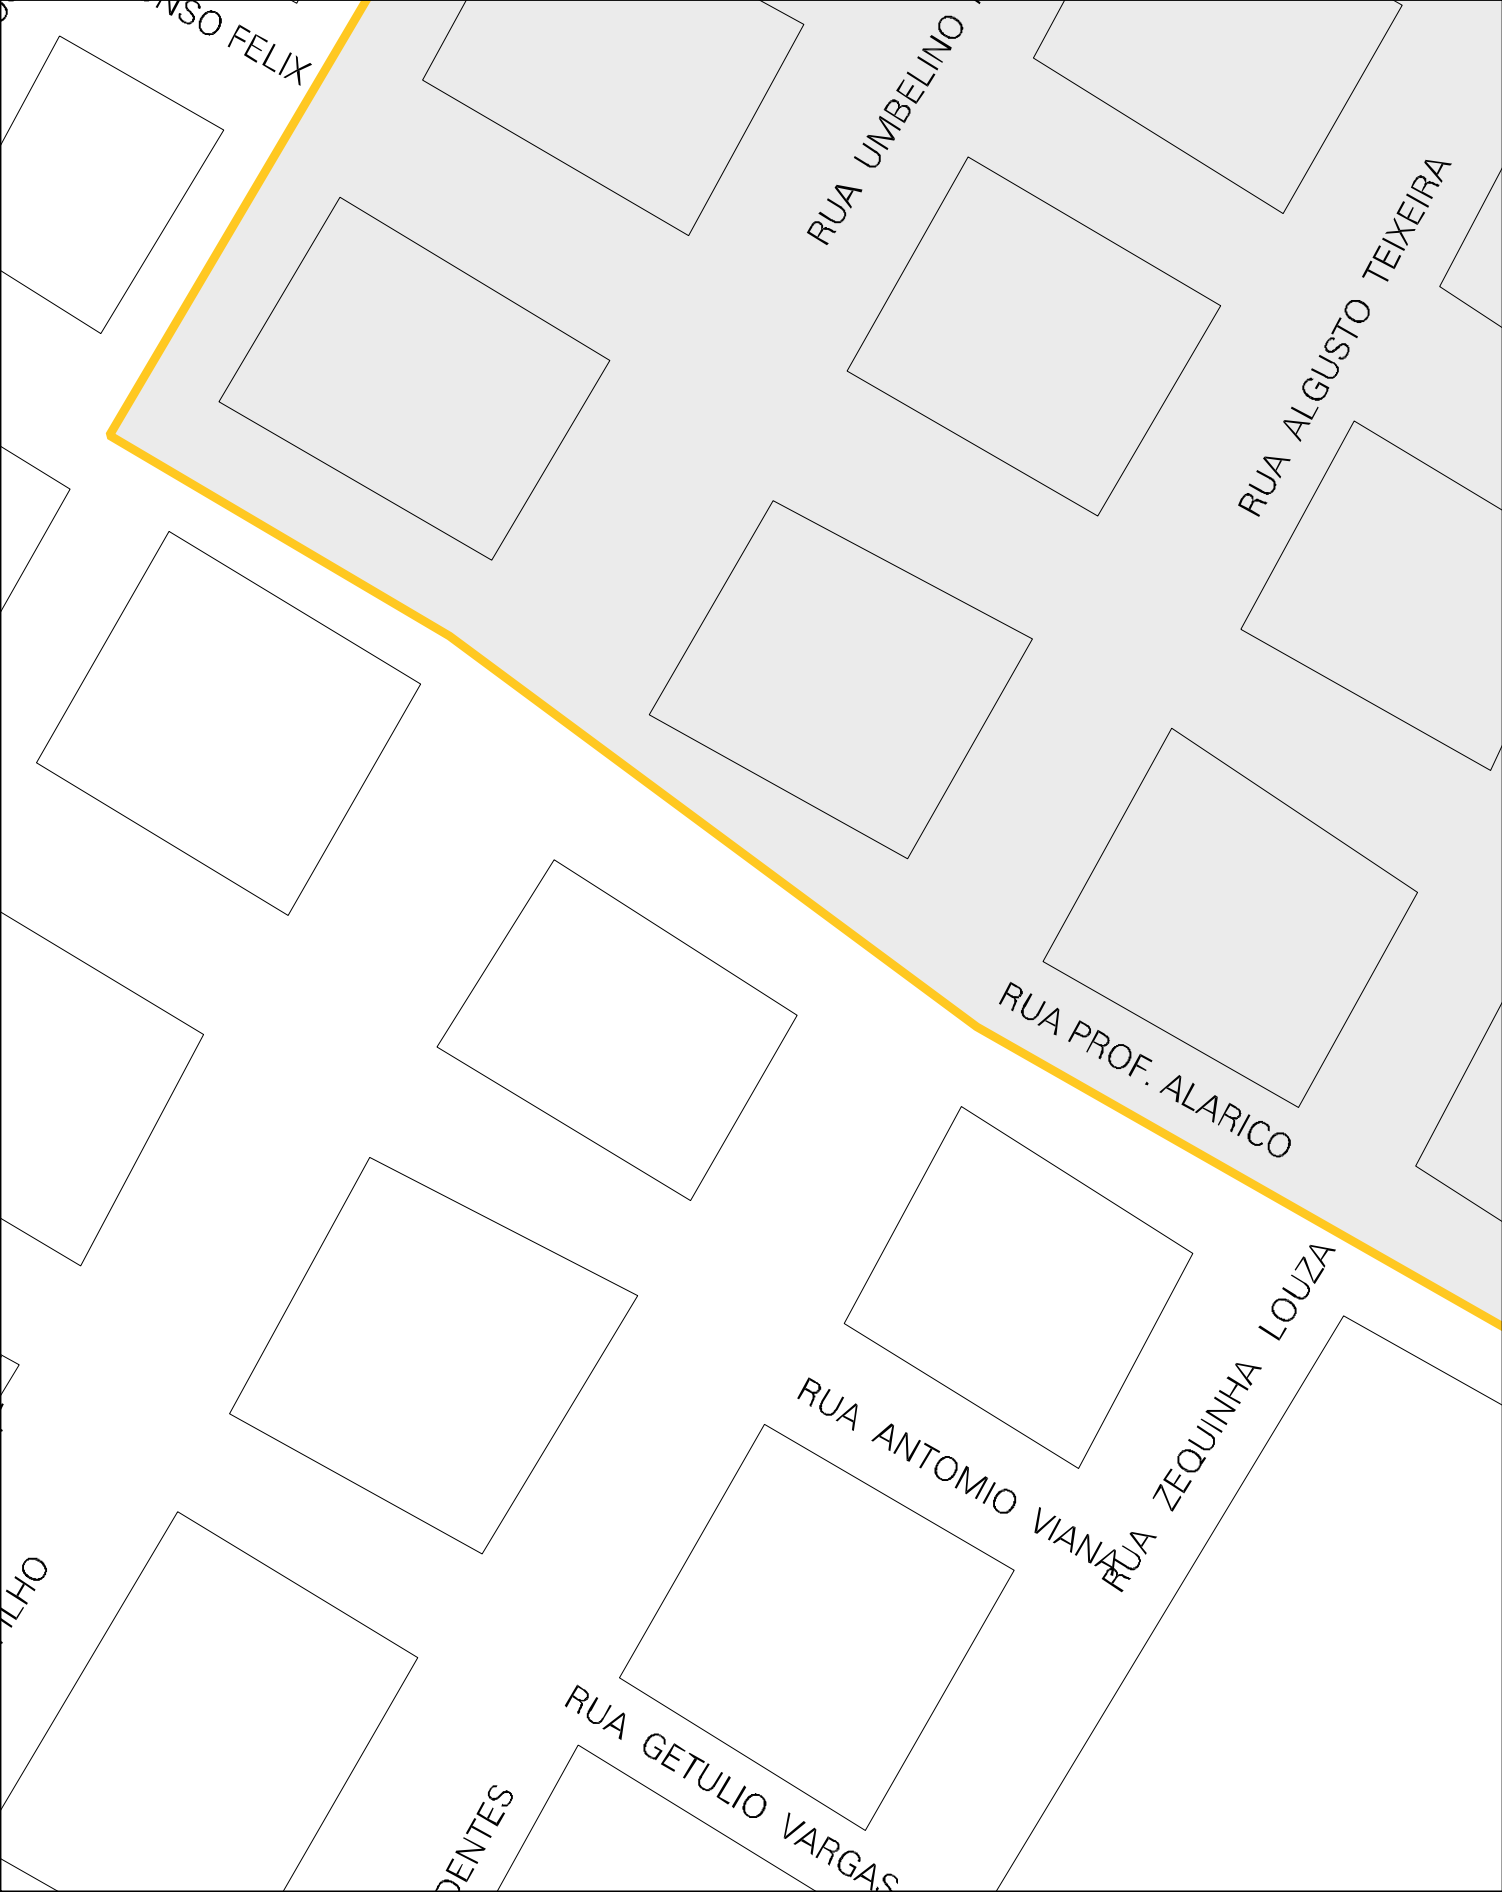 NSO FELIX
RUA UMBELINO
RUA ALGUSTO TEIXEIRA
RUA PROF. ALARICO
RUA ZEQUINHA LOUZA
RUA ANTOMIO VIANA
RUA GETULIO VARGAS
ILHO
DENTES